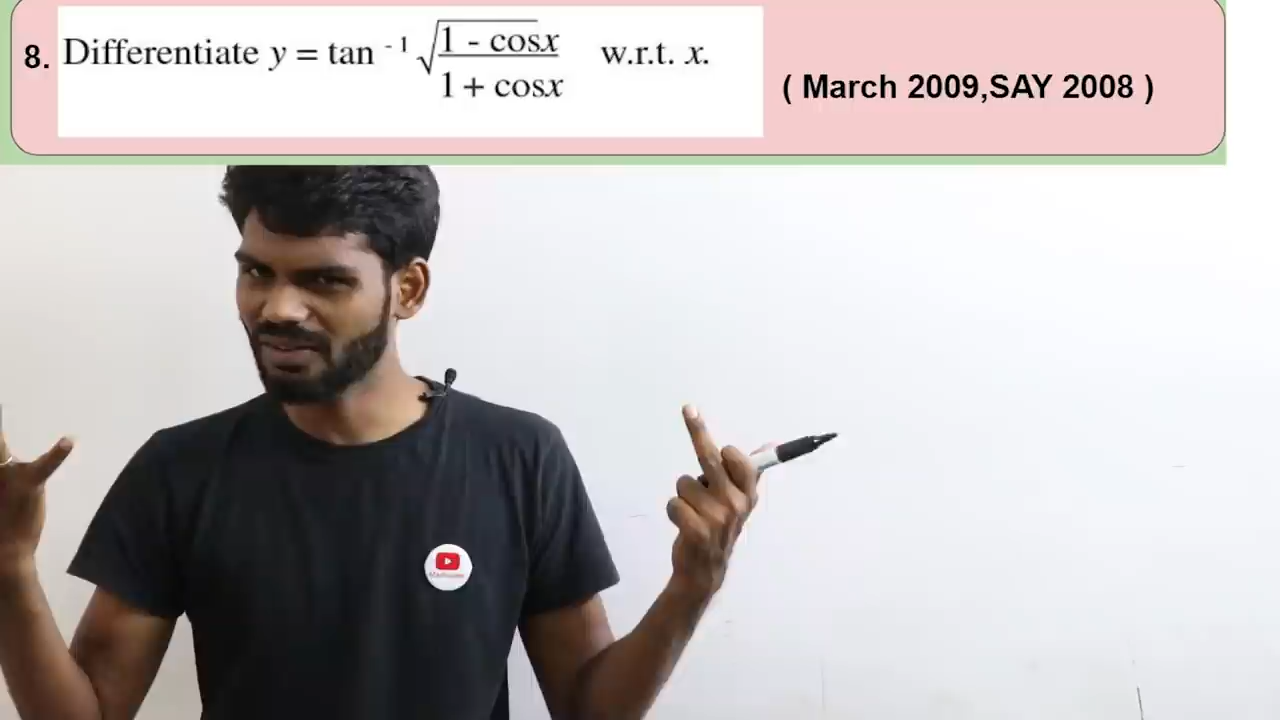 8. Differentiate y = tan⁻¹ √(1 - cosx / 1 + cosx) w.r.t. x.
( March 2009,SAY 2008 )